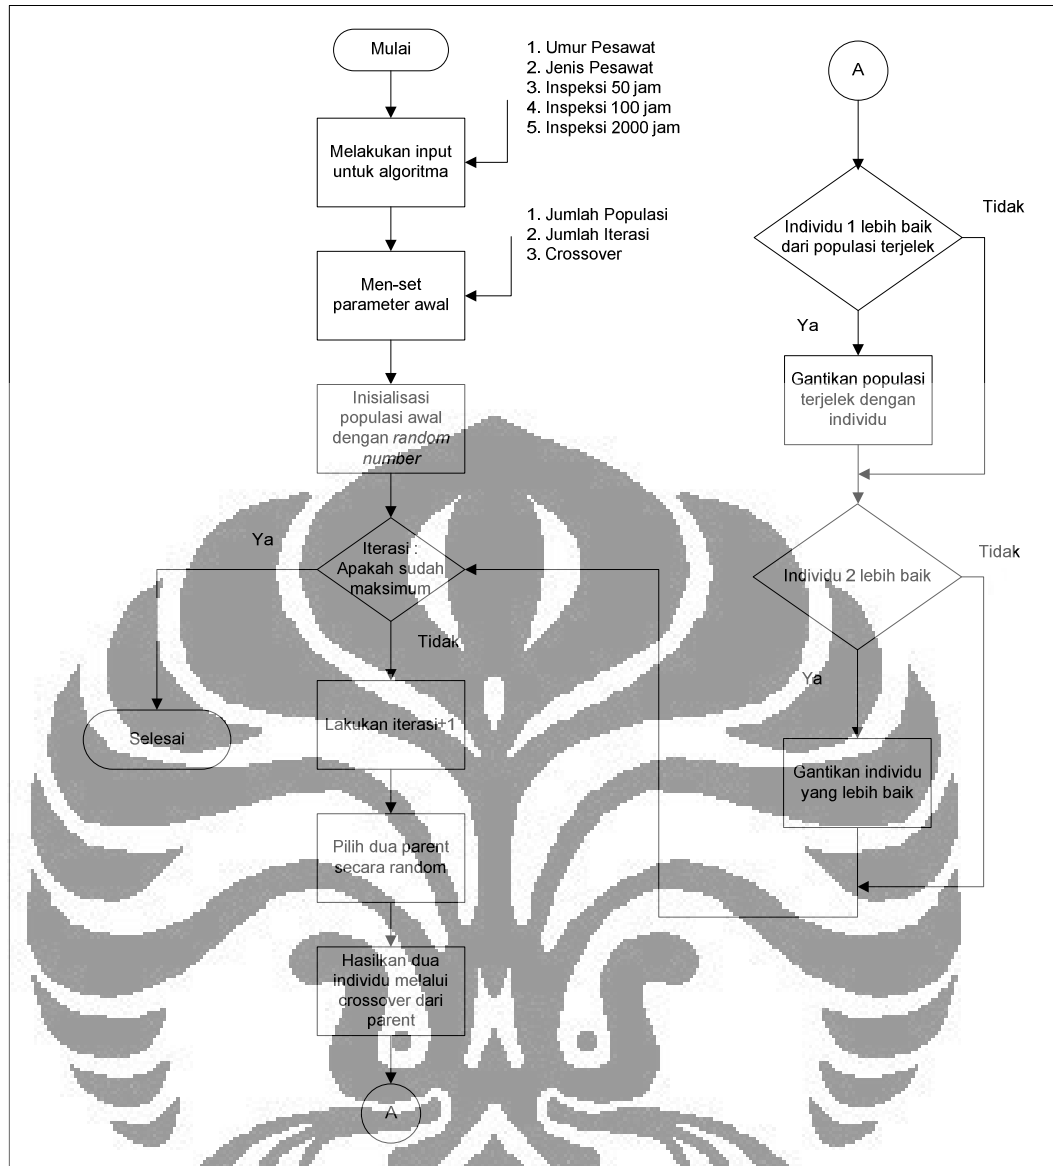 Mulai
1. Umur Pesawat
2. Jenis Pesawat
3. Inspeksi 50 jam
4. Inspeksi 100 jam
5. Inspeksi 2000 jam
Melakukan input
untuk algoritma
1. Jumlah Populasi
2. Jumlah Iterasi
3. Crossover
Men-set
parameter awal
Inisialisasi
populasi awal
dengan random
number
Iterasi :
Apakah sudah
maksimum
Ya
Tidak
Selesai
Lakukan iterasi+1
Pilih dua parent
secara random
Hasilkan dua
individu melalui
crossover dari
parent
A
A
Individu 1 lebih baik
dari populasi terjelek
Tidak
Ya
Gantikan populasi
terjelek dengan
individu
Individu 2 lebih baik
Tidak
Ya
Gantikan individu
yang lebih baik